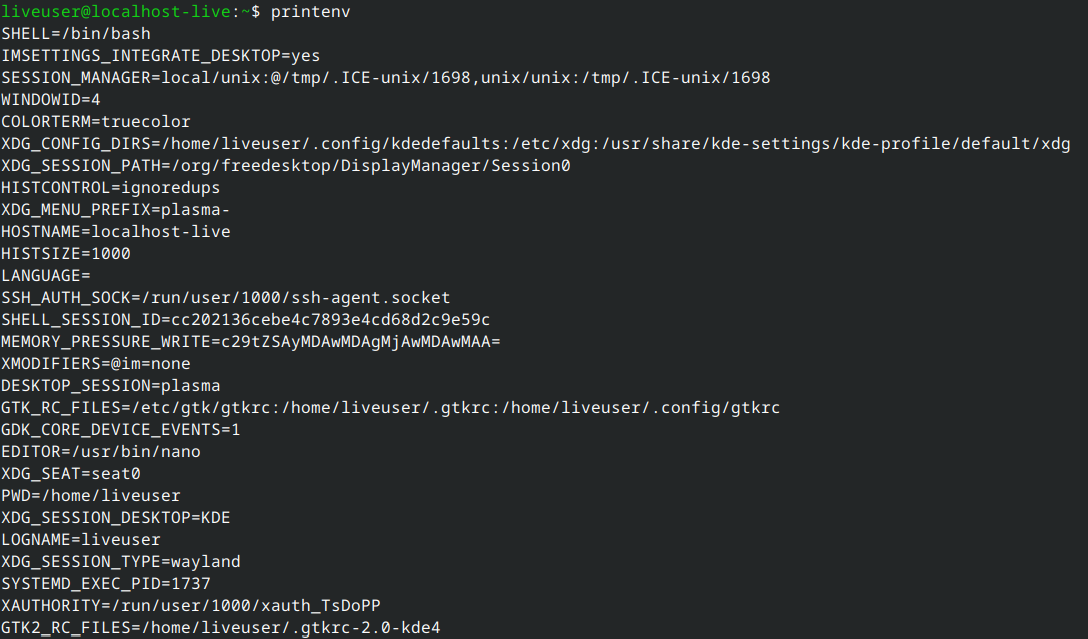 liveuser@localhost-live:~$ printenv
SHELL=/bin/bash
IMSETTINGS_INTEGRATE_DESKTOP=yes
SESSION_MANAGER=local/unix:@/tmp/.ICE-unix/1698,unix/unix:/tmp/.ICE-unix/1698
WINDOWID=4
COLORTERM=truecolor
XDG_CONFIG_DIRS=/home/liveuser/.config/kdedefaults:/etc/xdg:/usr/share/kde-settings/kde-profile/default/xdg
XDG_SESSION_PATH=/org/freedesktop/DisplayManager/Session0
HISTCONTROL=ignoredups
XDG_MENU_PREFIX=plasma-
HOSTNAME=localhost-live
HISTSIZE=1000
LANGUAGE=
SSH_AUTH_SOCK=/run/user/1000/ssh-agent.socket
SHELL_SESSION_ID=cc202136cebe4c7893e4cd68d2c9e59c
MEMORY_PRESSURE_WRITE=c29tZSAyMDAwMDAgMjAwMDAwMAA=
XMODIFIERS=@im=none
DESKTOP_SESSION=plasma
GTK_RC_FILES=/etc/gtk/gtkrc:/home/liveuser/.gtkrc:/home/liveuser/.config/gtkrc
GDK_CORE_DEVICE_EVENTS=1
EDITOR=/usr/bin/nano
XDG_SEAT=seat0
PWD=/home/liveuser
XDG_SESSION_DESKTOP=KDE
LOGNAME=liveuser
XDG_SESSION_TYPE=wayland
SYSTEMD_EXEC_PID=1737
XAUTHORITY=/run/user/1000/xauth_TsDoPP
GTK2_RC_FILES=/home/liveuser/.gtkrc-2.0-kde4